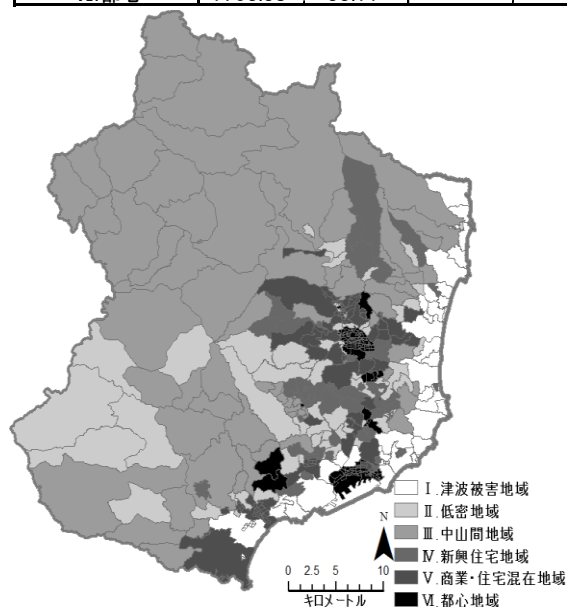 Ⅰ.津波被害地域
Ⅱ.低密地域
Ⅲ.中山間地域
Ⅳ.新興住宅地域
Ⅴ.商業・住宅混在地域
Ⅵ.都心地域
N
0 2.5 5 10
キロメートル